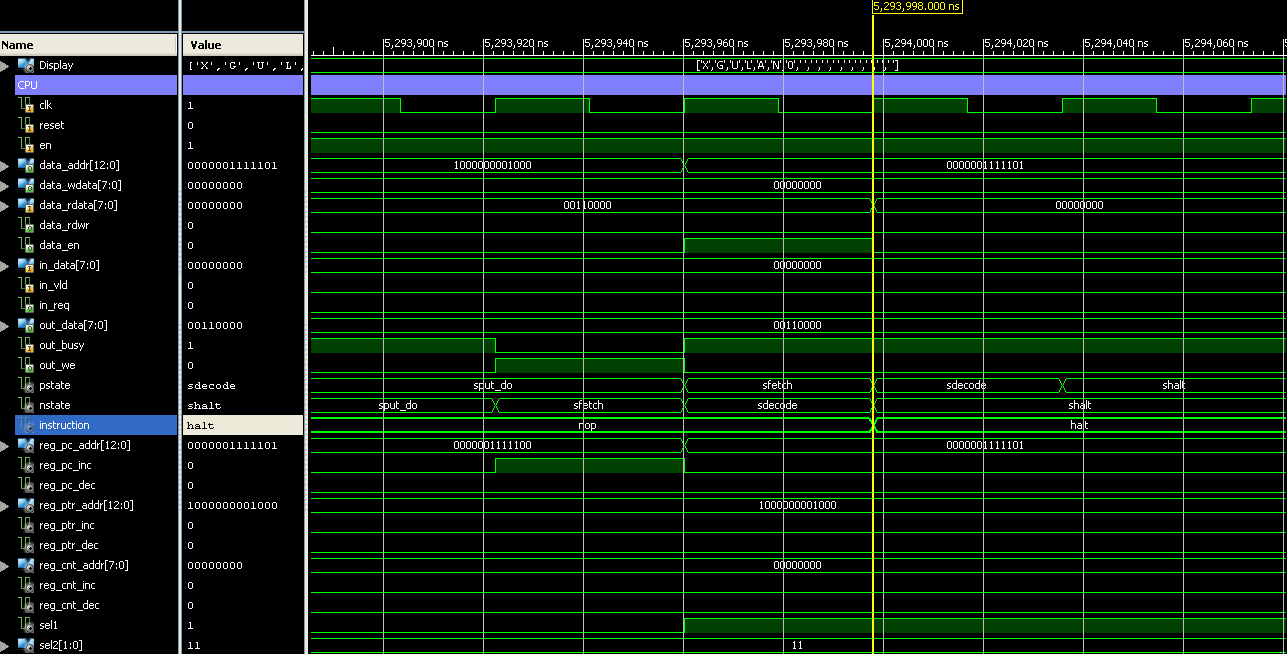 5,293,998.000 ns
Name Value 5,293,900 ns 5,293,920 ns 5,293,940 ns 5,293,960 ns 5,293,980 ns 5,294,000 ns 5,294,020 ns 5,294,040 ns 5,294,060 ns
Display ['X','G','U','L', ['X,G,U,L,A,N,'0,',',',',',',',',']
CPU
clk 1
reset 0
en 1
data_addr[12:0] 0000001111101 1000000001000 0000001111101
data_wdata[7:0] 00000000 00000000
data_rdata[7:0] 00000000 00110000 00000000
data_rdwr 0
data_en 0
in_data[7:0] 00000000 00000000
in_vld 0
in_req 0
out_data[7:0] 00110000 00110000
out_busy 1
out_we 0
pstate sdecode sput_do sfetch sdecode shalt
nstate shalt sput_do sfetch sdecode shalt
instruction halt nop halt
reg_pc_addr[12:0] 0000001111101 0000001111100 0000001111101
reg_pc_inc 0
reg_pc_dec 0
reg_ptr_addr[12:0] 1000000001000 1000000001000
reg_ptr_inc 0
reg_ptr_dec 0
reg_cnt_addr[7:0] 00000000 00000000
reg_cnt_inc 0
reg_cnt_dec 0
sel1 1
sel2[1:0] 11 11